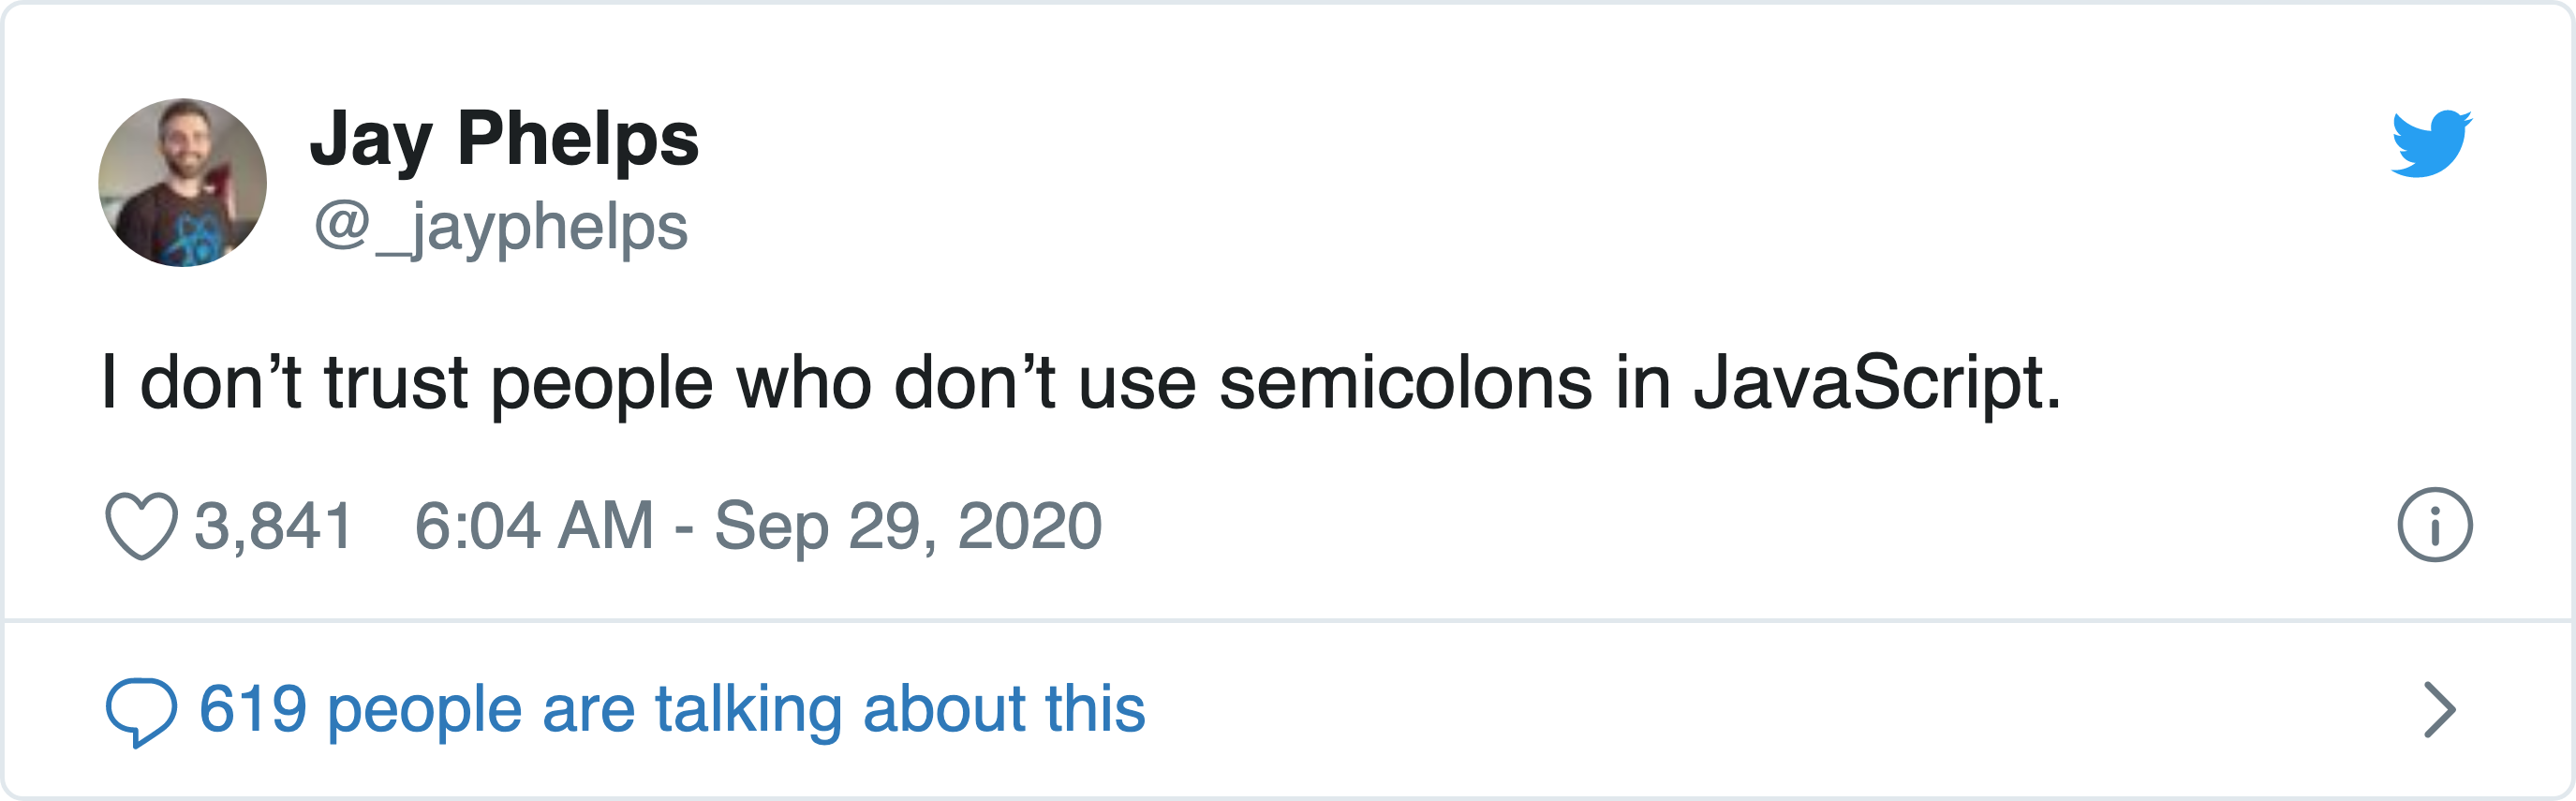 Jay Phelps
@_jayphelps
I don’t trust people who don’t use semicolons in JavaScript.
3,841 6:04 AM - Sep 29, 2020
619 people are talking about this